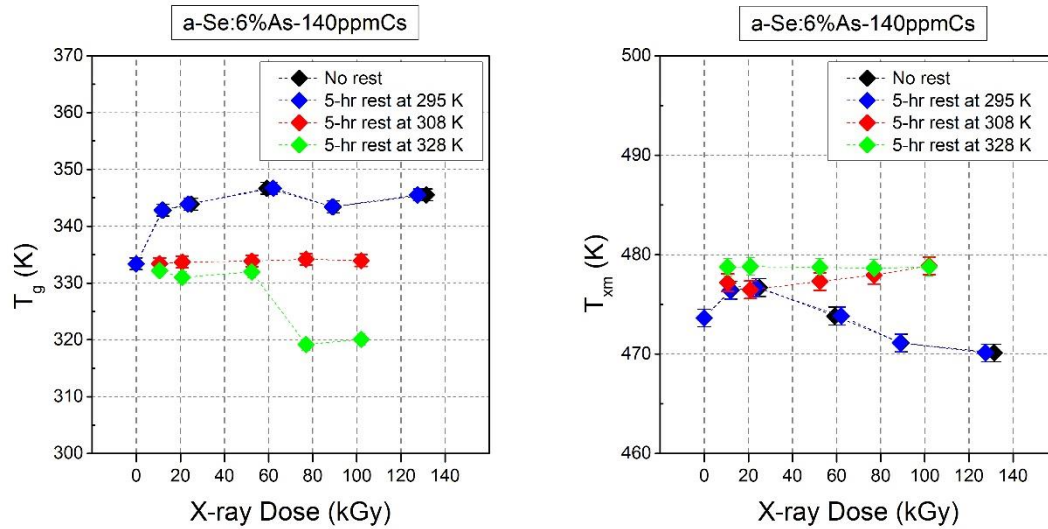 a-Se:6%As-140ppmCs
370
360
350
340
330
320
310
300
T_g (K)
0 20 40 60 80 100 120 140
X-ray Dose (kGy)
No rest
5-hr rest at 295 K
5-hr rest at 308 K
5-hr rest at 328 K
a-Se:6%As-140ppmCs
500
490
480
470
460
T_xm (K)
0 20 40 60 80 100 120 140
X-ray Dose (kGy)
No rest
5-hr rest at 295 K
5-hr rest at 308 K
5-hr rest at 328 K